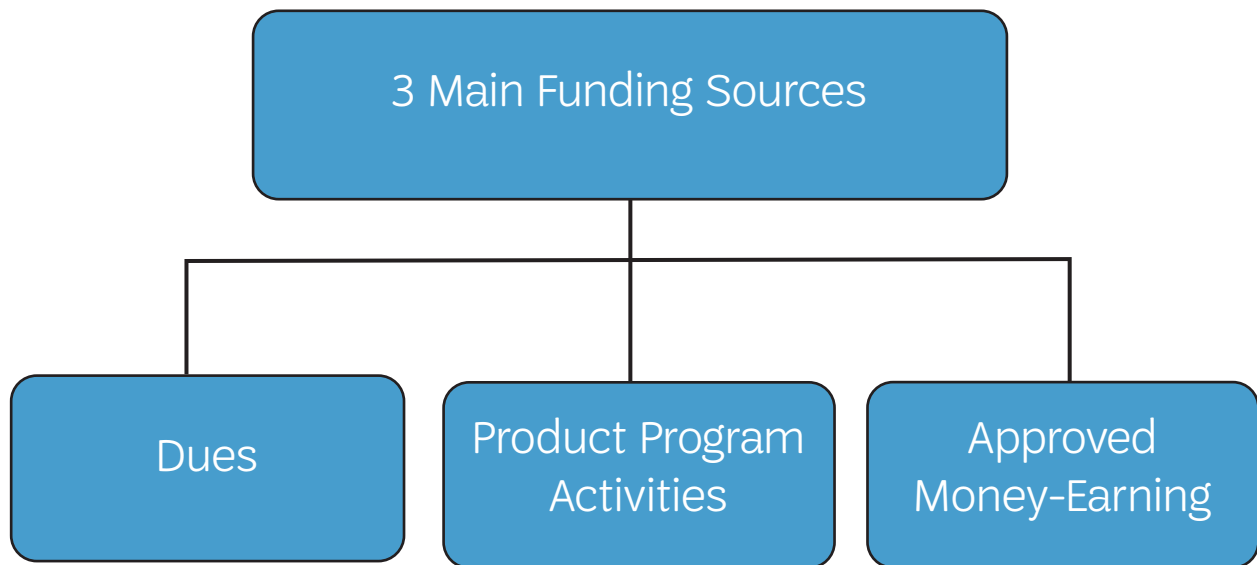 3 Main Funding Sources
Dues
Product Program
Activities
Approved
Money-Earning